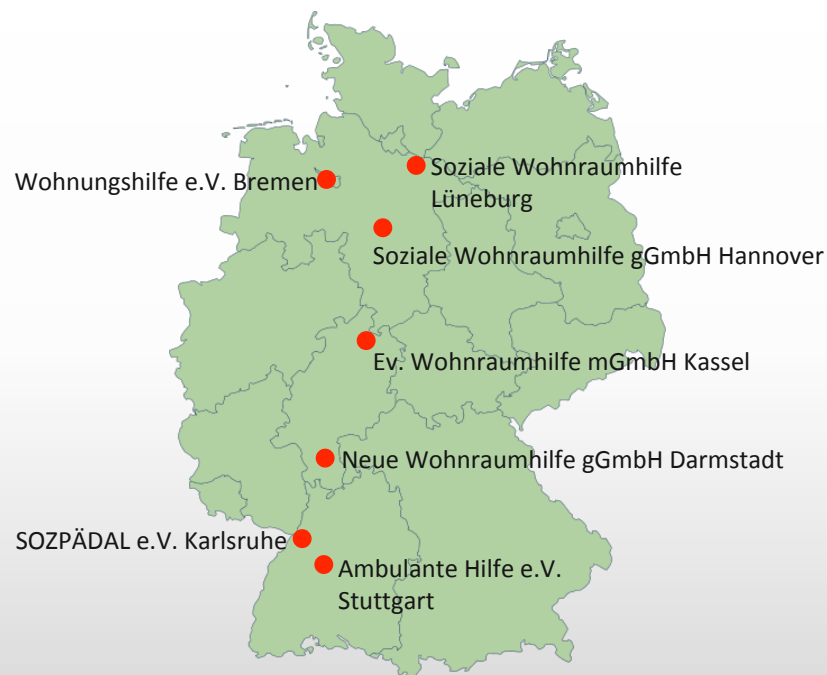 Wohnungshilfe e.V. Bremen
Soziale Wohnraumhilfe
Lüneburg
Soziale Wohnraumhilfe gGmbH Hannover
Ev. Wohnraumhilfe mGmbH Kassel
Neue Wohnraumhilfe gGmbH Darmstadt
SOZPÄDAL e.V. Karlsruhe
Ambulante Hilfe e.V.
Stuttgart